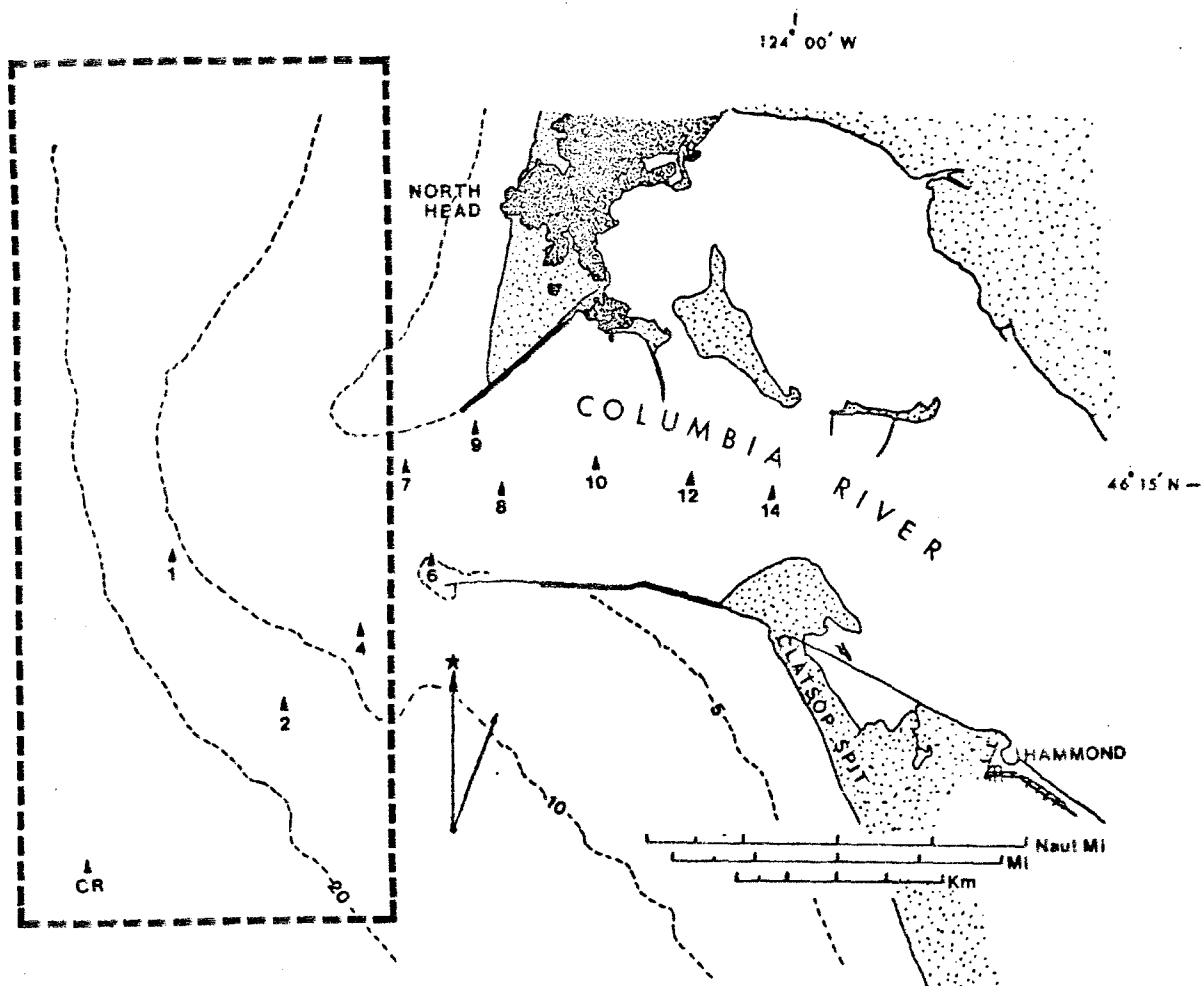 124° 00' W
NORTH
HEAD
COLUMBIA RIVER
9
7
8
10
12
14
46° 15' N
1
6
4
2
5
CLATSOP SPIT
HAMMOND
10
Naut Mi
Mi
Km
CR
20